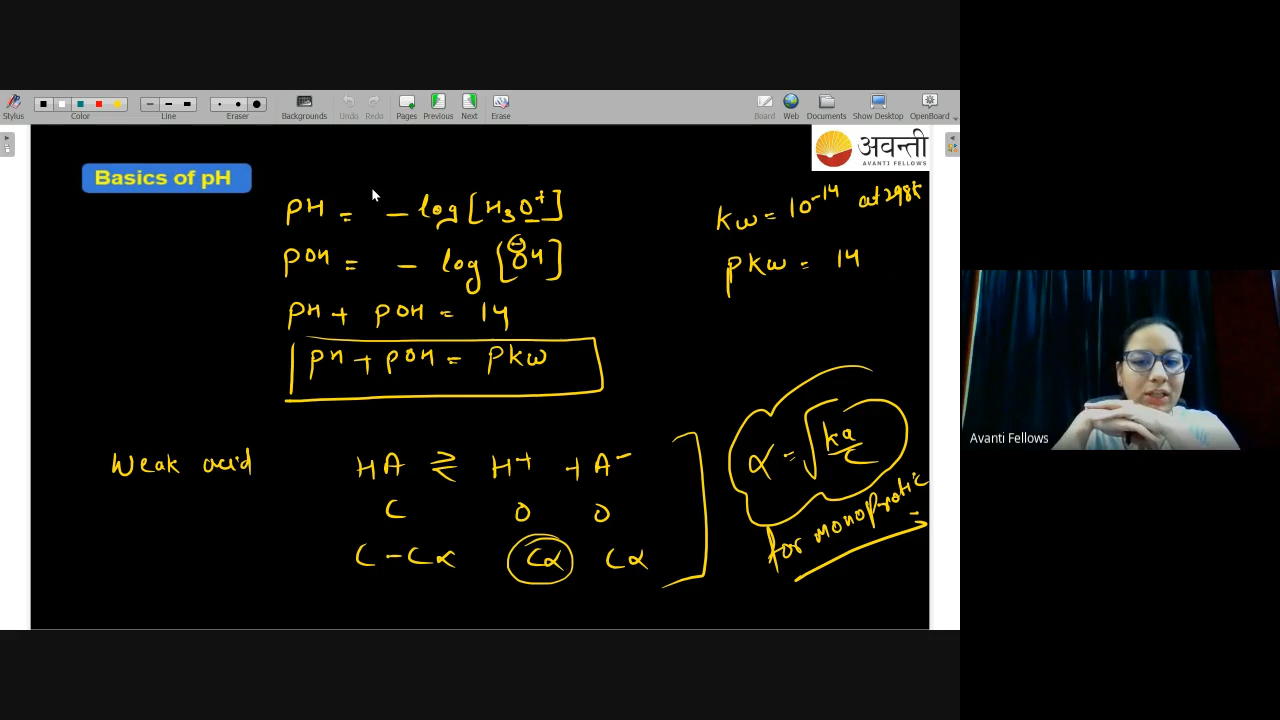 Stylus
Color
Line
Eraser
Backgrounds
Undo
Redo
Pages
Previous
Next
Erase
Board
Web
Documents
Show Desktop
OpenBoard
अवन्ती
AVANTI FELLOWS
Basics of pH
PH = - log [H3O+]
POH = - log [OH⊖]
PH + POH = 14
PH + POH = PKw
Kw = 10^-14 at 298K
PKw = 14
Weak acid
HA ⇌ H+ + A-
C 0 0
C - Cα Cα Cα
α = √Ka/C
for monoprotic
Avanti Fellows